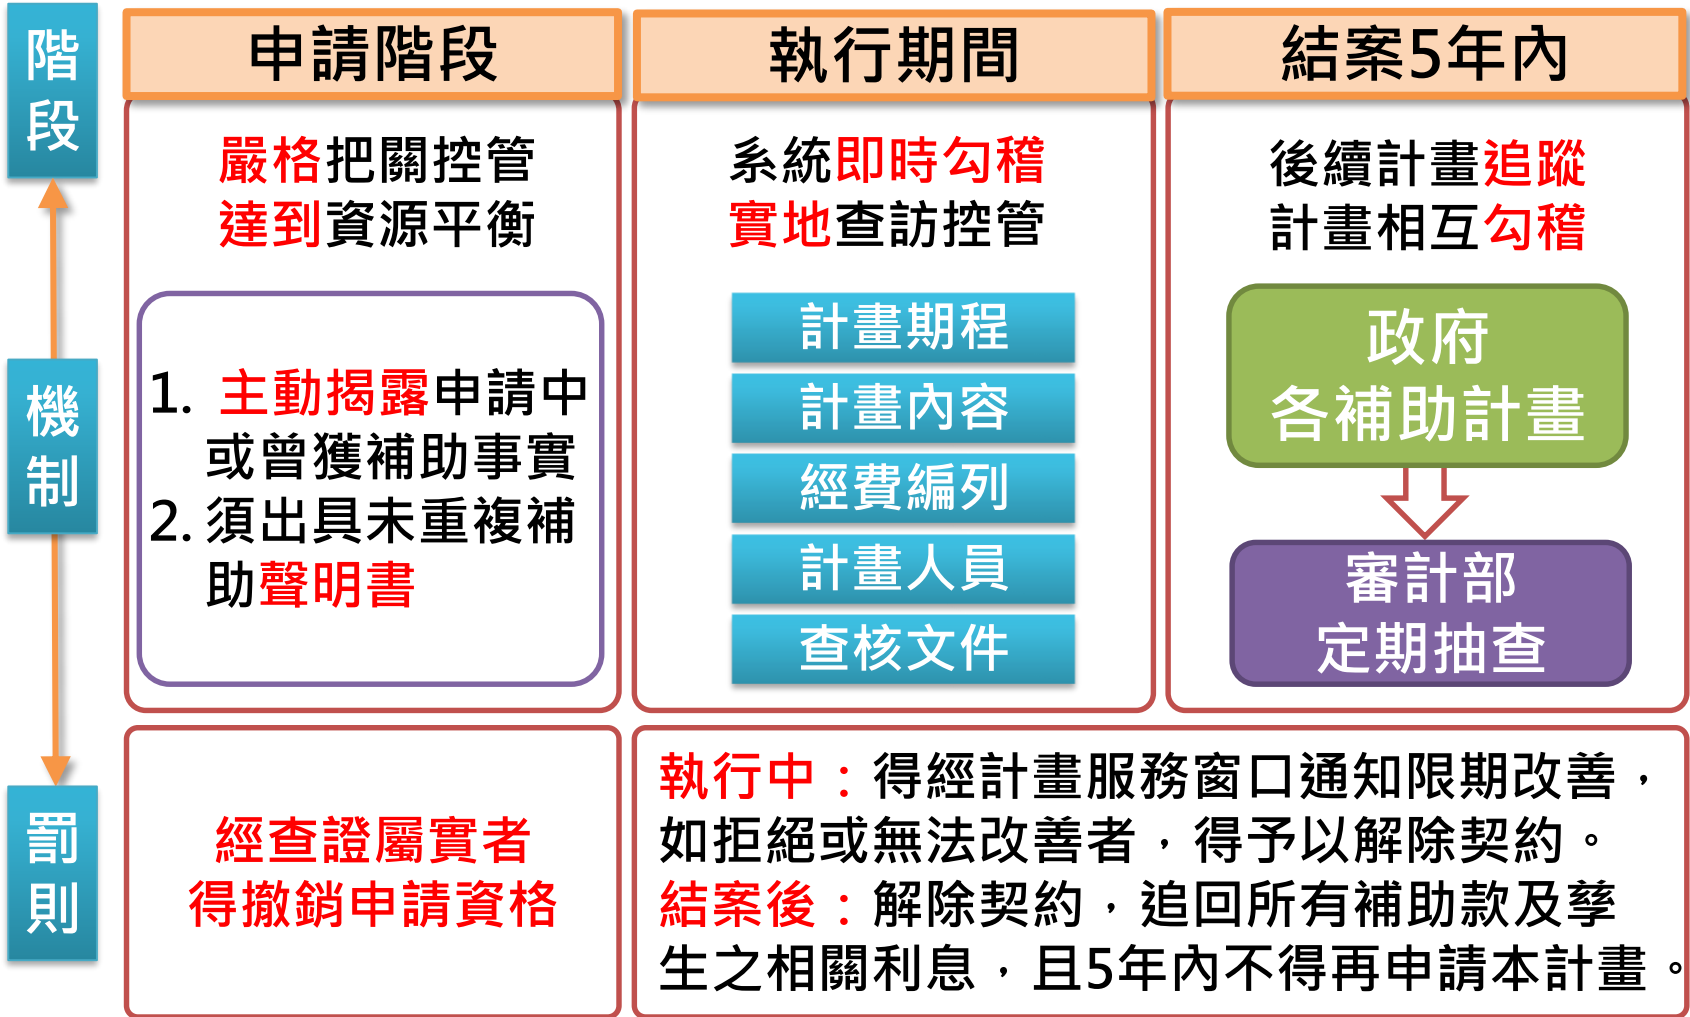 階段
申請階段
執行期間
結案5年內
嚴格把關控管
達到資源平衡
系統即時勾稽
實地查訪控管
後續計畫追蹤
計畫相互勾稽
機制
1. 主動揭露申請中
或曾獲補助事實
2. 須出具未重複補
助聲明書
計畫期程
計畫內容
經費編列
計畫人員
查核文件
政府
各補助計畫
審計部
定期抽查
罰則
經查證屬實者
得撤銷申請資格
執行中：得經計畫服務窗口通知限期改善，
如拒絕或無法改善者，得予以解除契約。
結案後：解除契約，追回所有補助款及孳
生之相關利息，且5年內不得再申請本計畫。